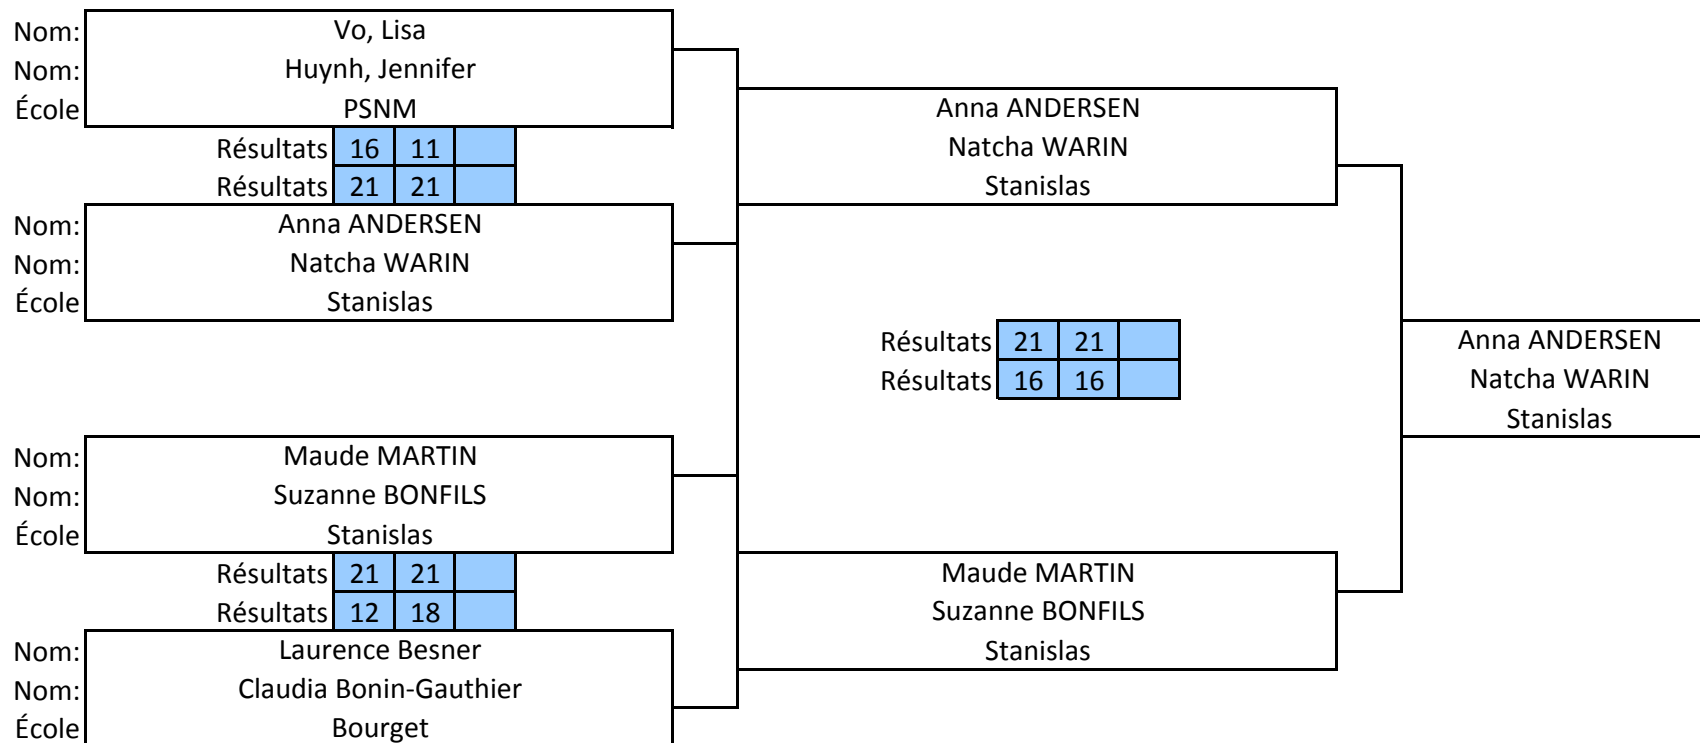 Nom: Vo, Lisa
Nom: Huynh, Jennifer
École PSNM
Résultats 16 11
Résultats 21 21
Nom: Anna ANDERSEN
Nom: Natcha WARIN
École Stanislas
Nom: Maude MARTIN
Nom: Suzanne BONFILS
École Stanislas
Résultats 21 21
Résultats 12 18
Nom: Laurence Besner
Nom: Claudia Bonin-Gauthier
École Bourget
Anna ANDERSEN
Natcha WARIN
Stanislas
Résultats 21 21
Résultats 16 16
Maude MARTIN
Suzanne BONFILS
Stanislas
Anna ANDERSEN
Natcha WARIN
Stanislas